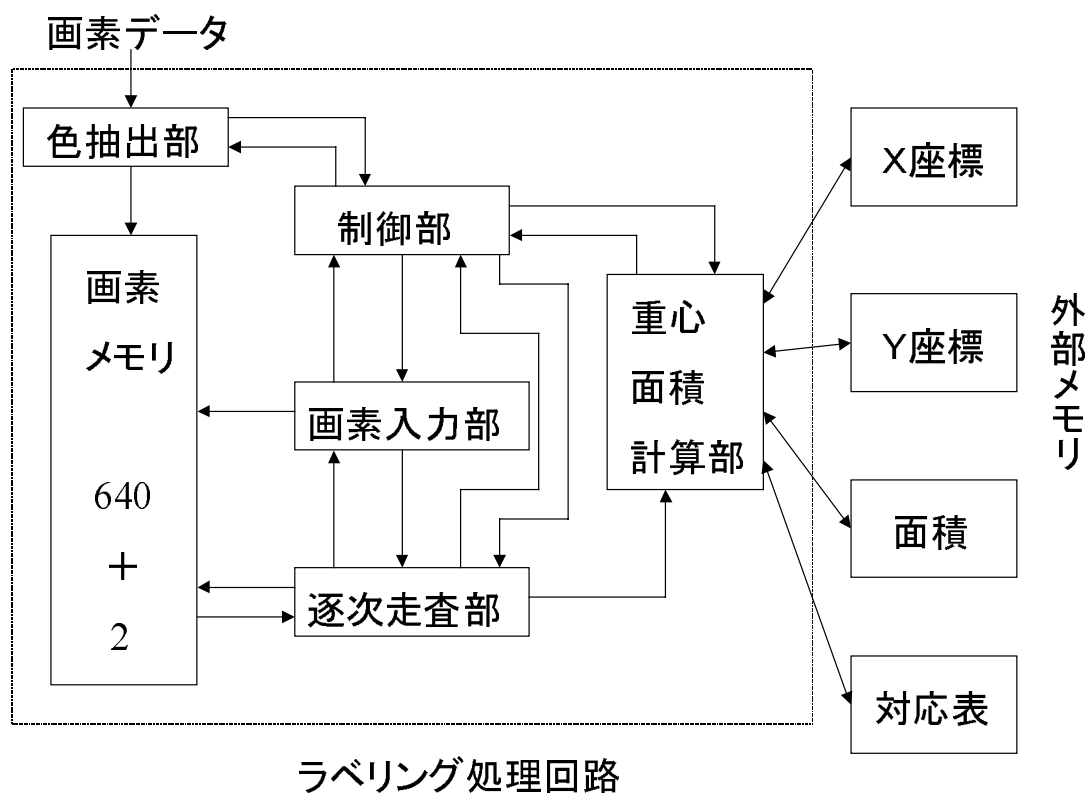 画素データ
色抽出部
制御部
画素
メモリ
640
+
2
画素入力部
逐次走査部
重心
面積
計算部
X座標
Y座標
面積
対応表
外部メモリ
ラベリング処理回路